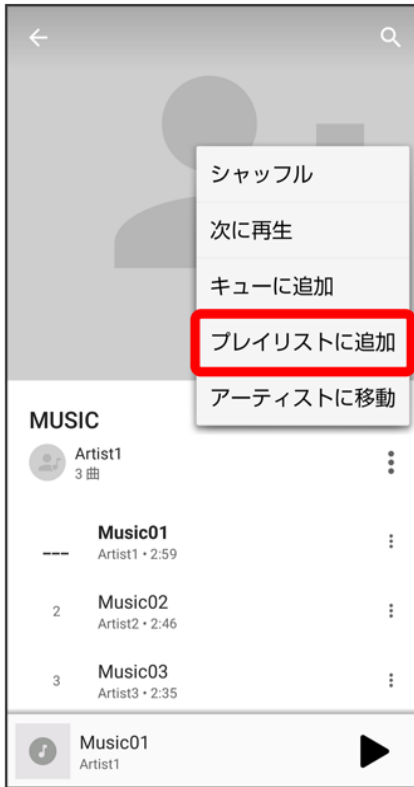 シャッフル
次に再生
キューに追加
プレイリストに追加
アーティストに移動
MUSIC
Artist1
3 曲
Music01
Artist1 • 2:59
2
Music02
Artist2 • 2:46
3
Music03
Artist3 • 2:35
Music01
Artist1